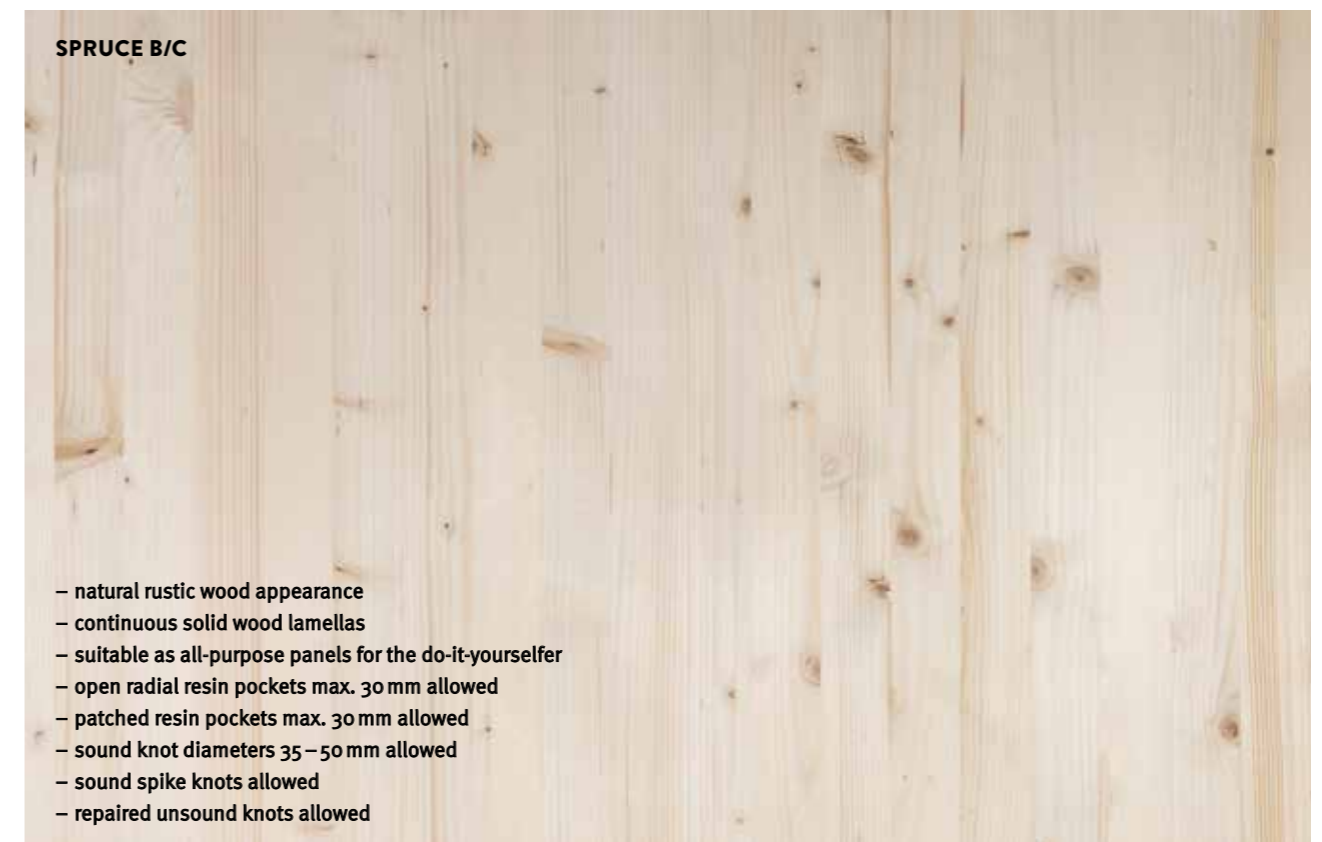 SPRUCE B/C
– natural rustic wood appearance
– continuous solid wood lamellas
– suitable as all-purpose panels for the do-it-yourselfer
– open radial resin pockets max. 30 mm allowed
– patched resin pockets max. 30 mm allowed
– sound knot diameters 35 – 50 mm allowed
– sound spike knots allowed
– repaired unsound knots allowed